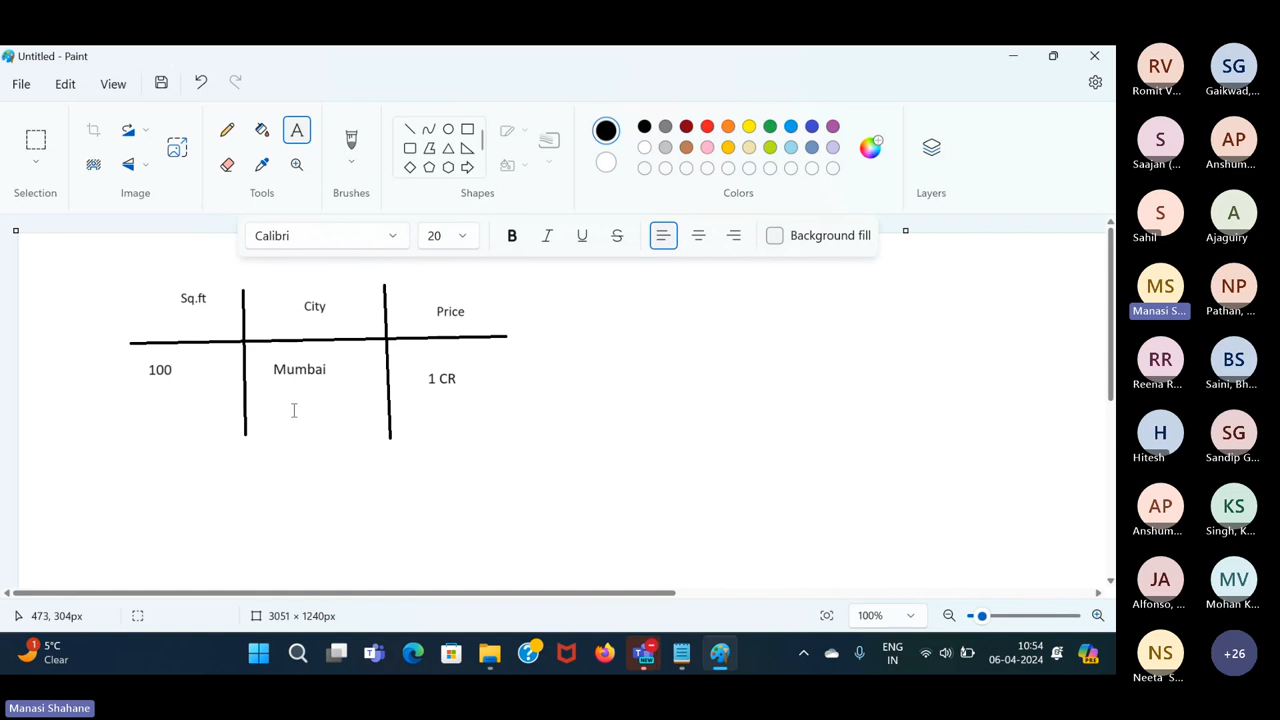 Untitled - Paint
File Edit View
Selection Image Tools Brushes Shapes Colors Layers
Calibri 20 B I U S Background fill
Sq.ft City Price
100 Mumbai 1 CR
473, 304px 3051 × 1240px 100%
5°C
Clear
ENG
IN
10:54
06-04-2024
Manasi Shahane
RV SG
Romit V... Gaikwad,...
S AP
Saajan (... Anshum...
S A
Sahil Ajaguiry
MS NP
Manasi S... Pathan, ...
RR BS
Reena R... Saini, Bh...
H SG
Hitesh Sandip G...
AP KS
Anshum... Singh, K...
JA MV
Alfonso, ... Mohan K...
NS +26
Neeta S...